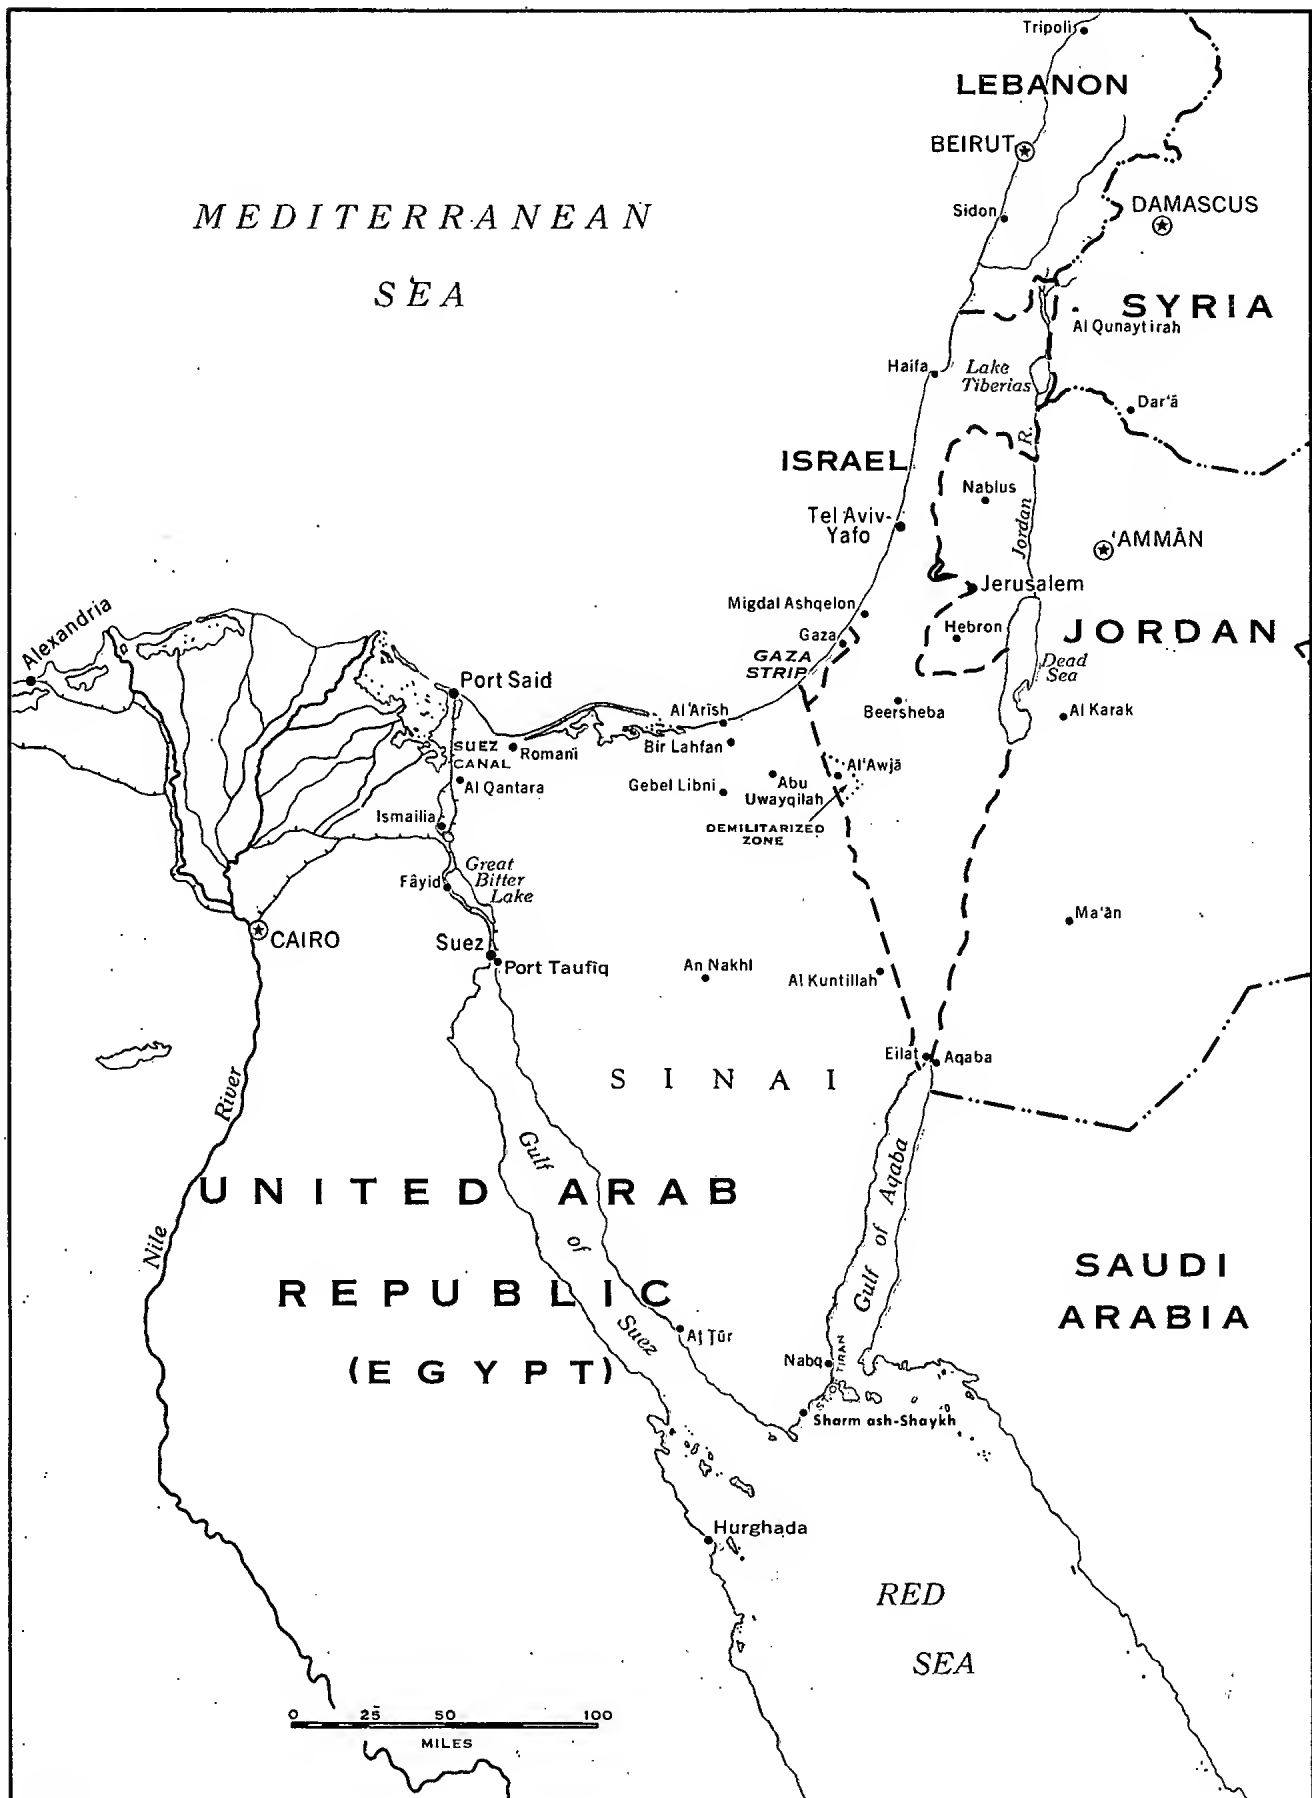 Tripoli
LEBANON
BEIRUT
MEDITERRANEAN
SEA
Sidon
DAMASCUS
SYRIA
Al Qunaytirah
Haifa
Lake
Tiberias
Dar'ā
R.
Jordan
ISRAEL
Nablus
Tel Aviv-
Yafo
'AMMĀN
Jerusalem
Migdal Ashqelon
Gaza
GAZA
STRIP
Hebron
JORDAN
Dead
Sea
Alexandria
Port Said
Al 'Arīsh
Beersheba
Al Karak
SUEZ
CANAL
Romani
Bir Lahfan
Al 'Awjā
Al Qantara
Gebel Libni
Abu
Uwayqilah
Ismailia
DEMILITARIZED
ZONE
Great
Bitter
Lake
Fâyid
CAIRO
Suez
Port Taufīq
An Nakhl
Al Kuntillah
Ma'ān
Eilat
Aqaba
SINAI
Nile
River
Gulf
of
Suez
Gulf of Aqaba
UNITED ARAB
REPUBLIC
(EGYPT)
SAUDI
ARABIA
Aţ Ţūr
Nabq
ST. OF TIRAN
Sharm ash-Shaykh
Hurghada
RED
SEA
0 25 50 100
MILES